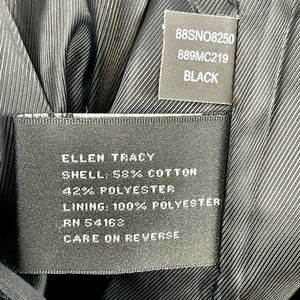 88SNO8250
889MC219
BLACK
ELLEN TRACY
SHELL: 58% COTTON
42% POLYESTER
LINING: 100% POLYESTER
RN 54163
CARE ON REVERSE